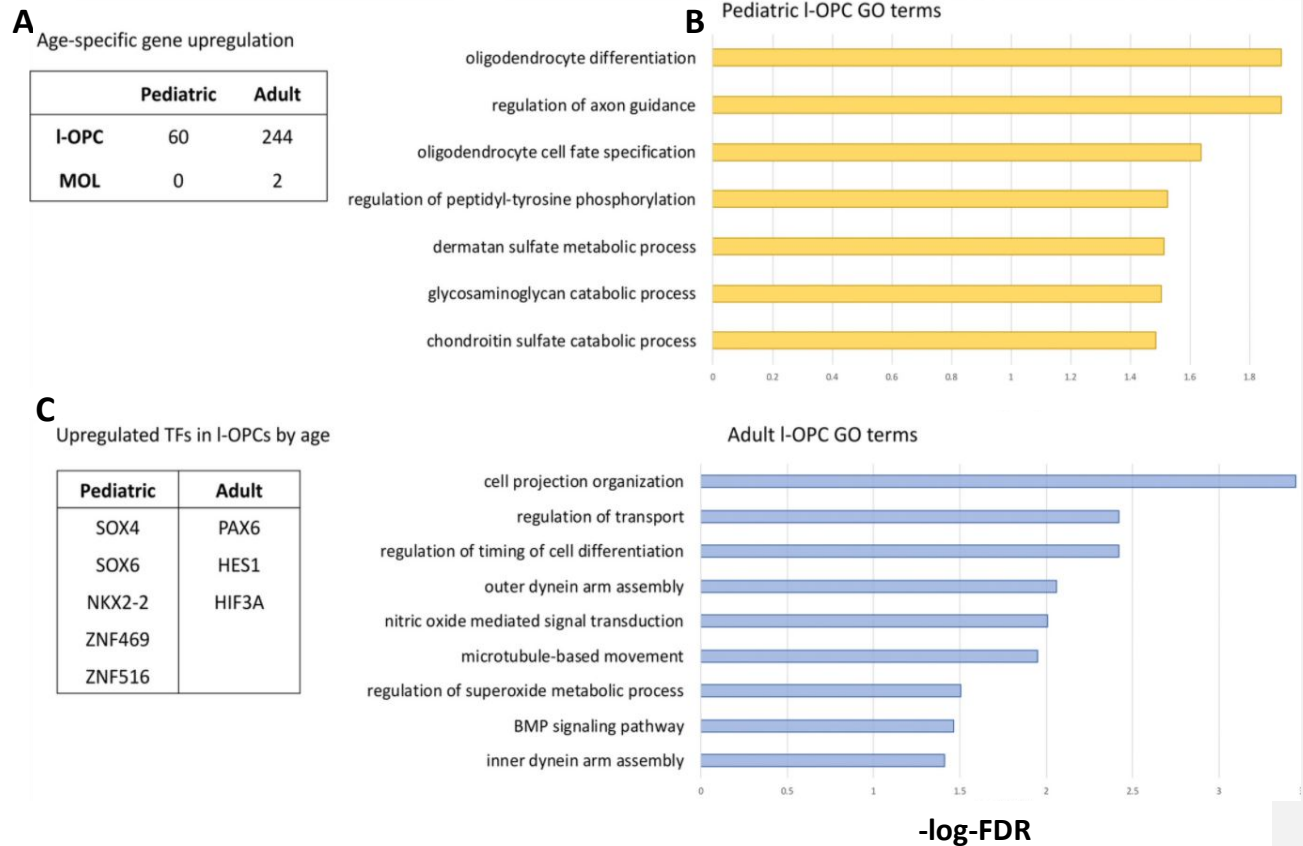 A
Age-specific gene upregulation
Pediatric Adult
l-OPC 60 244
MOL 0 2
B
Pediatric l-OPC GO terms
oligodendrocyte differentiation
regulation of axon guidance
oligodendrocyte cell fate specification
regulation of peptidyl-tyrosine phosphorylation
dermatan sulfate metabolic process
glycosaminoglycan catabolic process
chondroitin sulfate catabolic process
0 0.2 0.4 0.6 0.8 1 1.2 1.4 1.6 1.8
C
Upregulated TFs in l-OPCs by age
Pediatric Adult
SOX4 PAX6
SOX6 HES1
NKX2-2 HIF3A
ZNF469
ZNF516
Adult l-OPC GO terms
cell projection organization
regulation of transport
regulation of timing of cell differentiation
outer dynein arm assembly
nitric oxide mediated signal transduction
microtubule-based movement
regulation of superoxide metabolic process
BMP signaling pathway
inner dynein arm assembly
0 0.5 1 1.5 2 2.5 3
-log-FDR